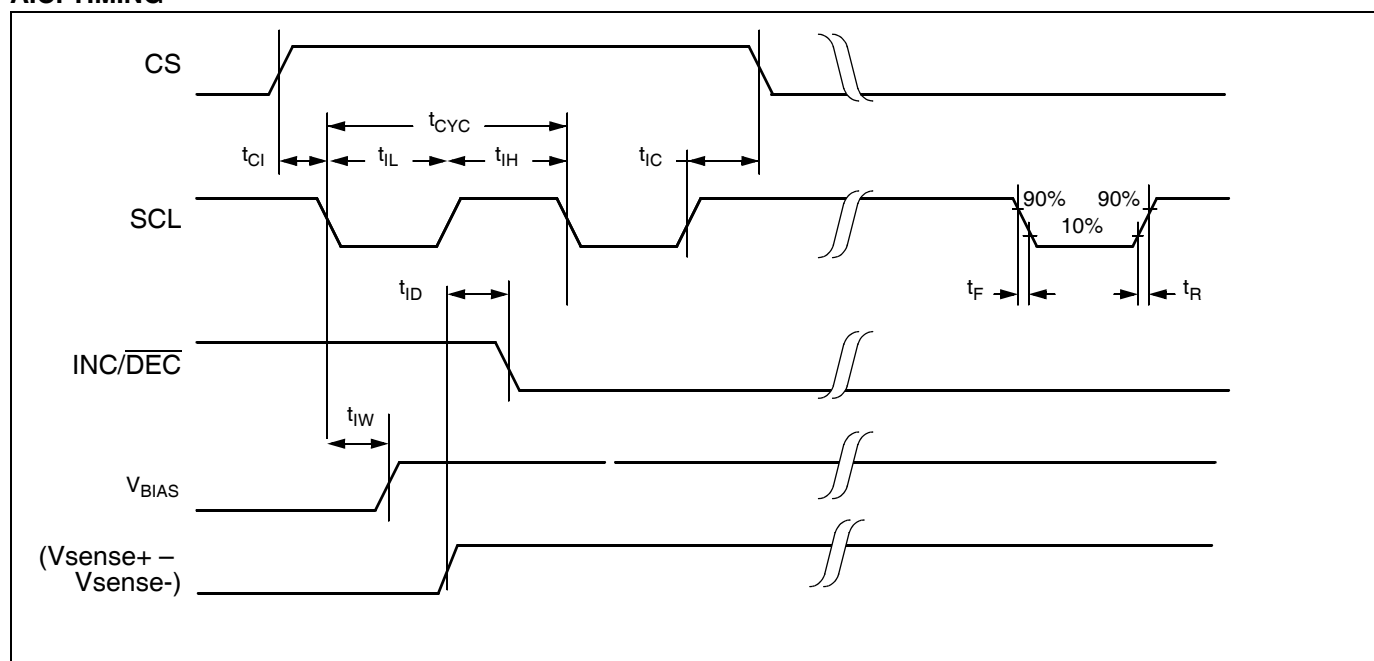 A.C. TIMING
CS
tCYC
tCI
tIL
tIH
tIC
SCL
90%
90%
10%
tID
tF
tR
INC/DEC
tIW
VBIAS
(Vsense+ –
Vsense-)